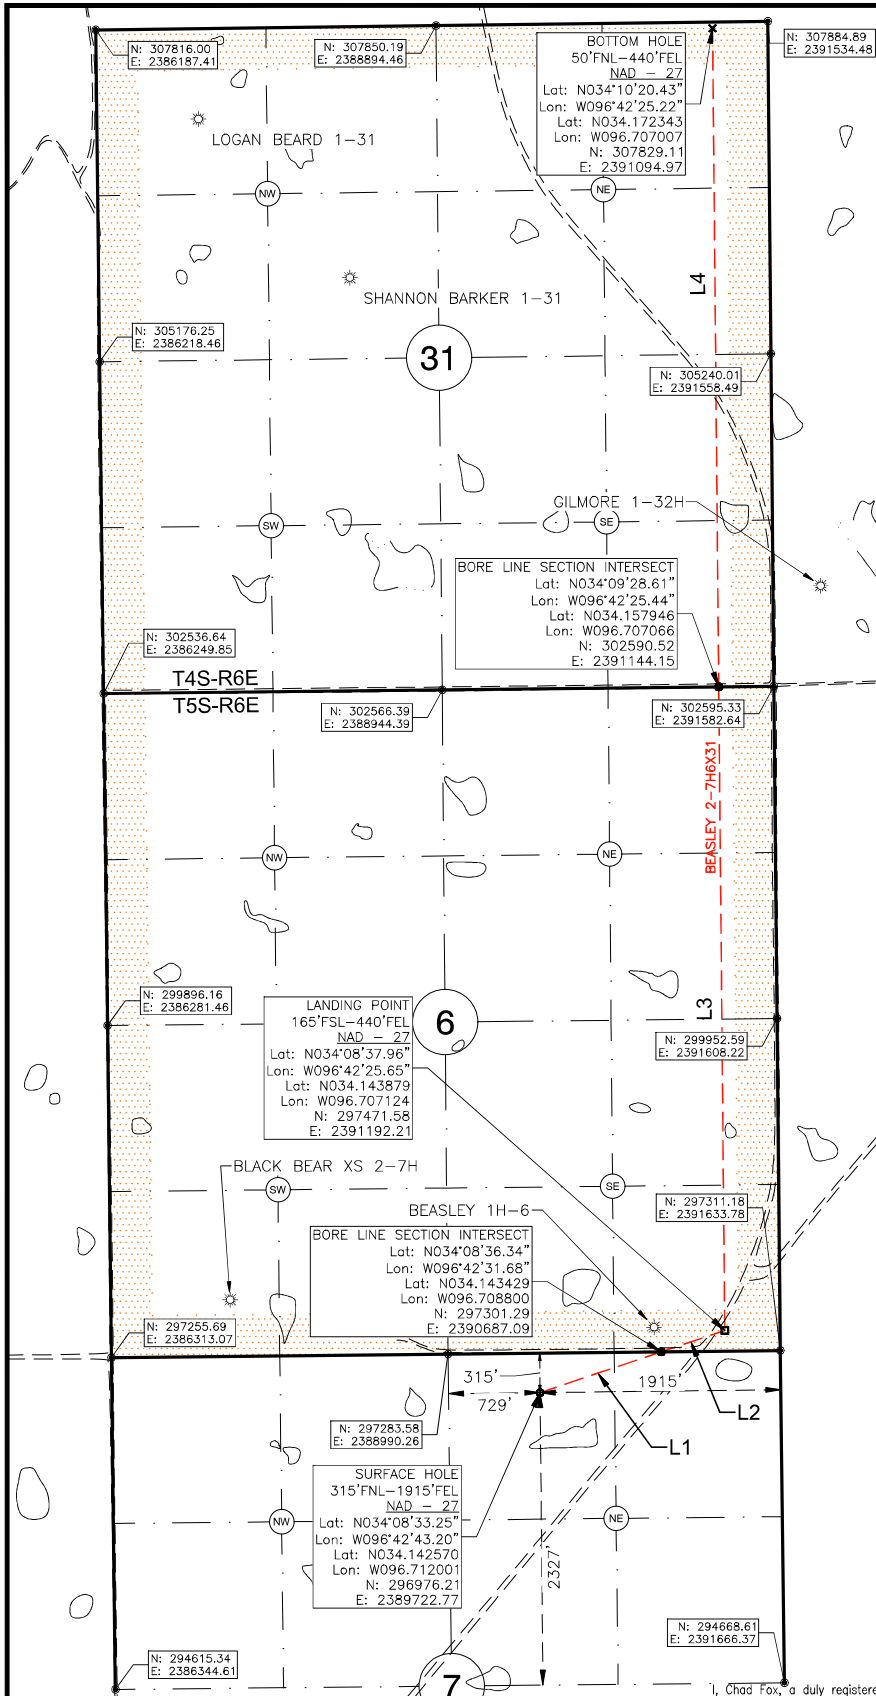 N: 307816.00
E: 2386187.41
N: 307850.19
E: 2388894.46
N: 307884.89
E: 2391534.48
BOTTOM HOLE
50'FNL-440'FEL
NAD - 27
Lat: N034°10'20.43"
Lon: W096°42'25.22"
Lat: N034.172343
Lon: W096.707007
N: 307829.11
E: 2391094.97
LOGAN BEARD 1-31
NW
NE
L4
SHANNON BARKER 1-31
N: 305176.25
E: 2386218.46
31
N: 305240.01
E: 2391558.49
GILMORE 1-32H
SW
SE
BORE LINE SECTION INTERSECT
Lat: N034°09'28.61"
Lon: W096°42'25.44"
Lat: N034.157946
Lon: W096.707066
N: 302590.52
E: 2391144.15
N: 302536.64
E: 2386249.85
T4S-R6E
T5S-R6E
N: 302566.39
E: 2388944.39
N: 302595.33
E: 2391582.64
BEASLEY 2-7H6X31
NW
NE
N: 299896.16
E: 2386281.46
LANDING POINT
165'FSL-440'FEL
NAD - 27
Lat: N034°08'37.96"
Lon: W096°42'25.65"
Lat: N034.143879
Lon: W096.707124
N: 297471.58
E: 2391192.21
6
L3
N: 299952.59
E: 2391608.22
BLACK BEAR XS 2-7H
SW
SE
BEASLEY 1H-6
N: 297311.18
E: 2391633.78
BORE LINE SECTION INTERSECT
Lat: N034°08'36.34"
Lon: W096°42'31.68"
Lat: N034.143429
Lon: W096.708800
N: 297301.29
E: 2390687.09
N: 297255.69
E: 2386313.07
315'
729'
1915'
L2
L1
N: 297283.58
E: 2388990.26
SURFACE HOLE
315'FNL-1915'FEL
NAD - 27
Lat: N034°08'33.25"
Lon: W096°42'43.20"
Lat: N034.142570
Lon: W096.712001
N: 296976.21
E: 2389722.77
NW
NE
2327'
N: 294615.34
E: 2386344.61
N: 294668.61
E: 2391666.37
7
I, Chad Fox, a duly registere